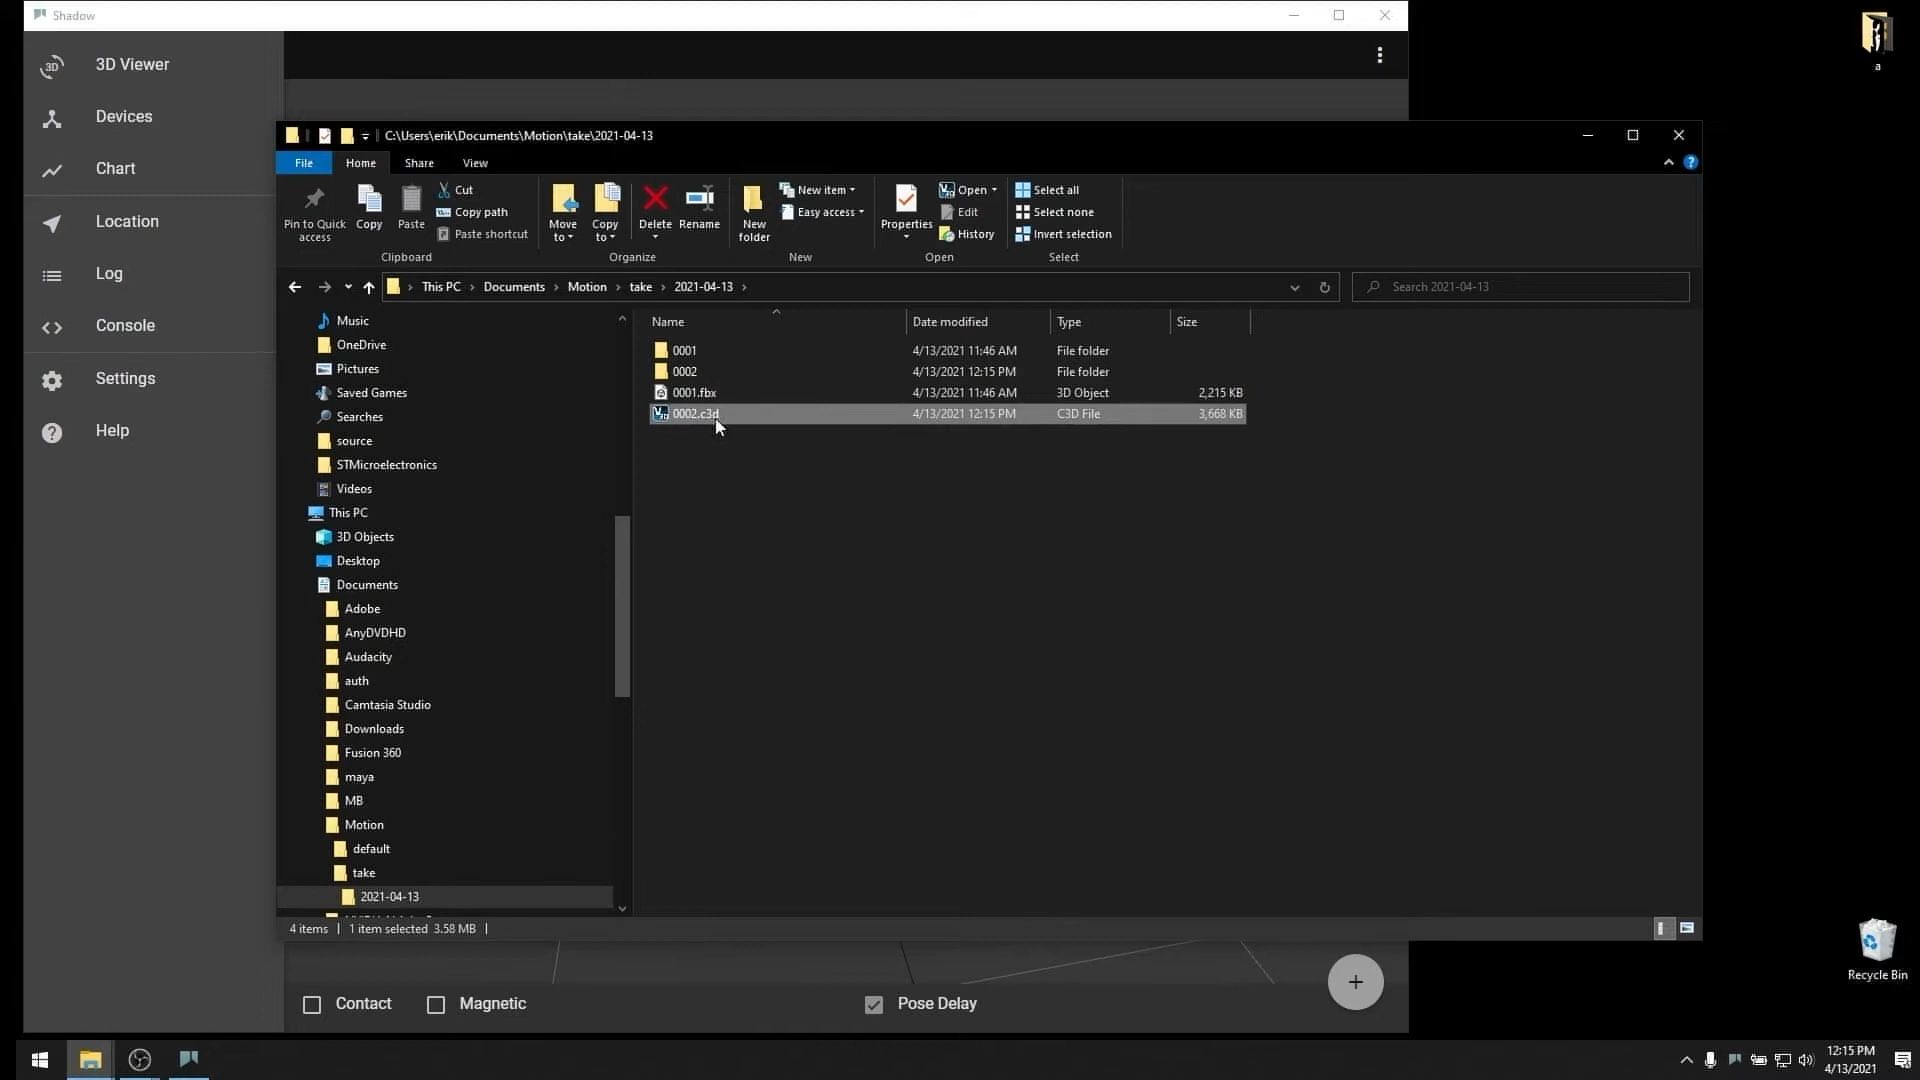 Shadow
3D Viewer
Devices
Chart
Location
Log
Console
Settings
Help
C:\Users\erik\Documents\Motion\take\2021-04-13
File Home Share View
Pin to Quick access
Copy
Paste
Cut
Copy path
Paste shortcut
Clipboard
Move to
Copy to
Delete
Rename
Organize
New folder
New item
Easy access
New
Properties
Open
Edit
History
Open
Select all
Select none
Invert selection
Select
This PC Documents Motion take 2021-04-13
Search 2021-04-13
Music
OneDrive
Pictures
Saved Games
Searches
source
STMicroelectronics
Videos
This PC
3D Objects
Desktop
Documents
Adobe
AnyDVDHD
Audacity
auth
Camtasia Studio
Downloads
Fusion 360
maya
MB
Motion
default
take
2021-04-13
Name Date modified Type Size
0001 4/13/2021 11:46 AM File folder
0002 4/13/2021 12:15 PM File folder
0001.fbx 4/13/2021 11:46 AM 3D Object 2,215 KB
0002.c3d 4/13/2021 12:15 PM C3D File 3,668 KB
4 items 1 item selected 3.58 MB
Contact Magnetic Pose Delay
a
Recycle Bin
12:15 PM
4/13/2021